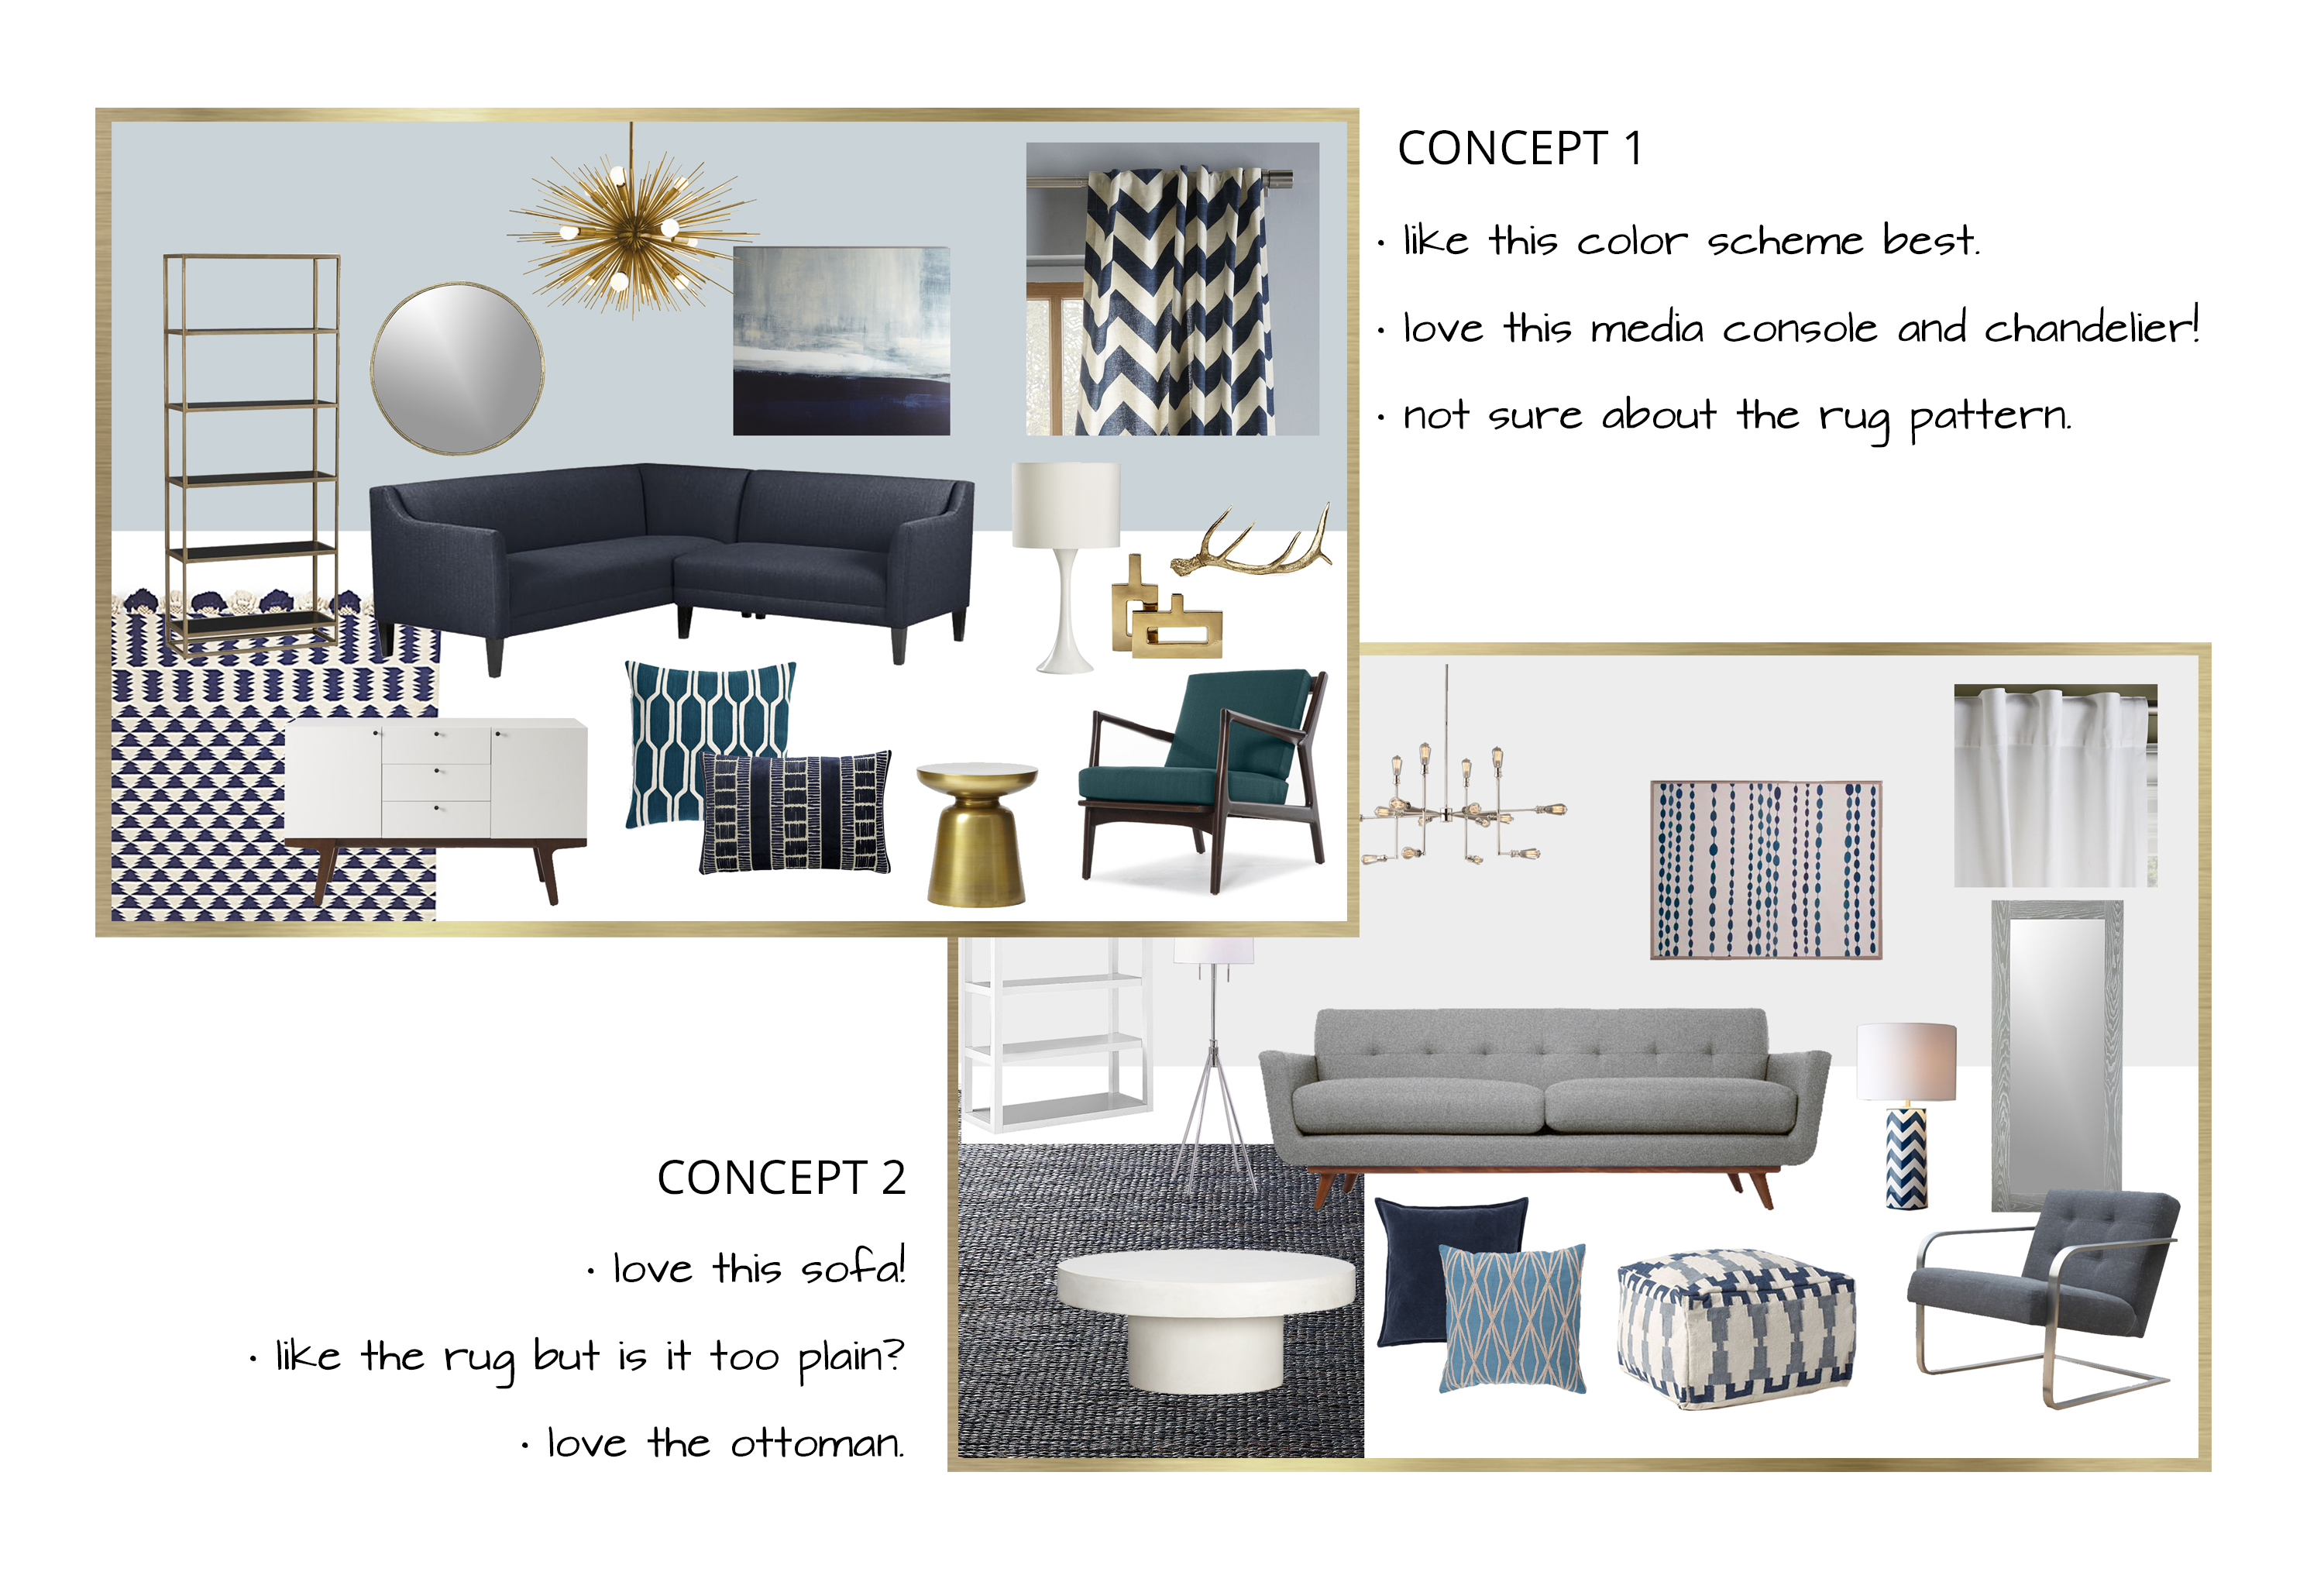 CONCEPT 1
• like this color scheme best.
• love this media console and chandelier!
• not sure about the rug pattern.
CONCEPT 2
• love this sofa!
• like the rug but is it too plain?
• love the ottoman.